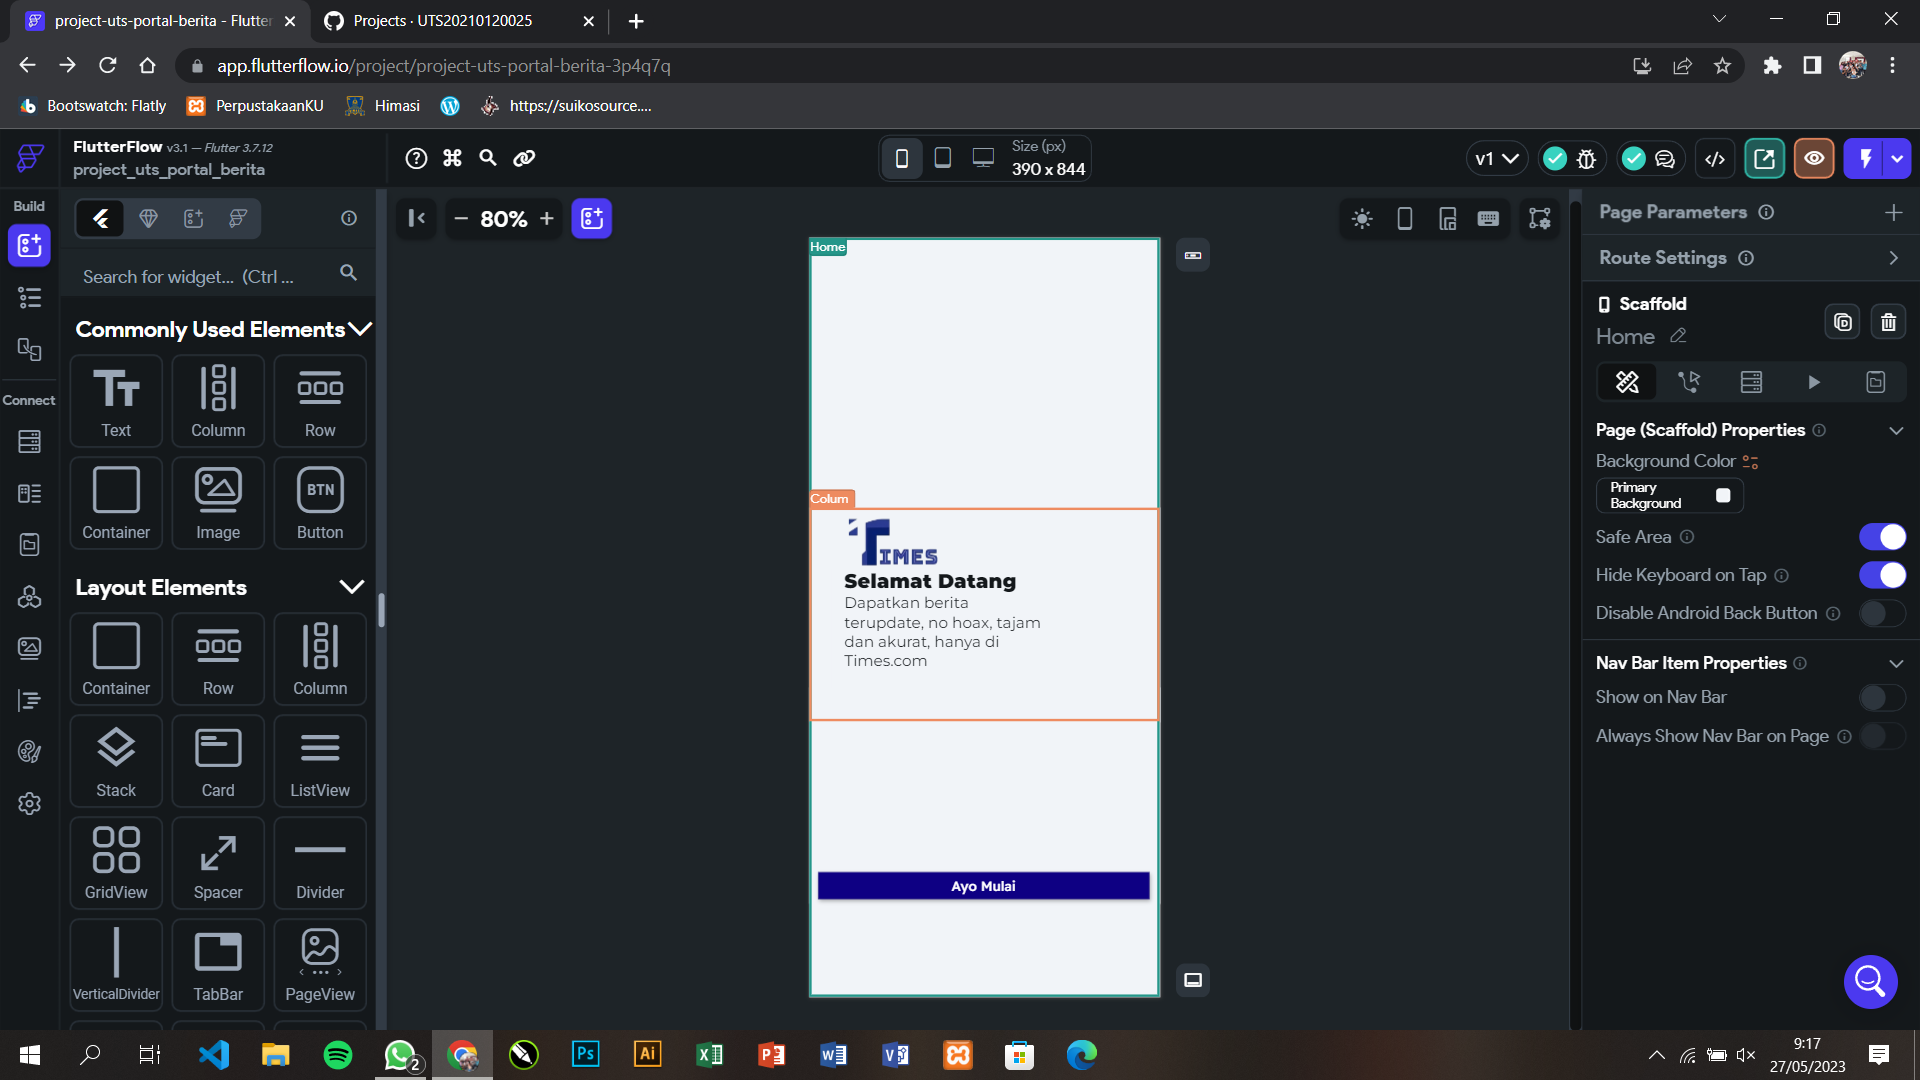 project-uts-portal-berita - Flutter
Projects · UTS20210120025
app.flutterflow.io/project/project-uts-portal-berita-3p4q7q
Bootswatch: Flatly
PerpustakaanKU
Himasi
https://suikosource....
FlutterFlow v3.1 — Flutter 3.7.12
project_uts_portal_berita
Size (px)
390 x 844
v1
Build
80%
Search for widget... (Ctrl ...
Connect
Commonly Used Elements
Text
Column
Row
Container
Image
BTN
Button
Layout Elements
Container
Row
Column
Stack
Card
ListView
GridView
Spacer
Divider
VerticalDivider
TabBar
PageView
Home
Colum
TIMES
Selamat Datang
Dapatkan berita
terupdate, no hoax, tajam
dan akurat, hanya di
Times.com
Ayo Mulai
Page Parameters
Route Settings
Scaffold
Home
Page (Scaffold) Properties
Background Color
Primary
Background
Safe Area
Hide Keyboard on Tap
Disable Android Back Button
Nav Bar Item Properties
Show on Nav Bar
Always Show Nav Bar on Page
2
Ps
Ai
9:17
27/05/2023